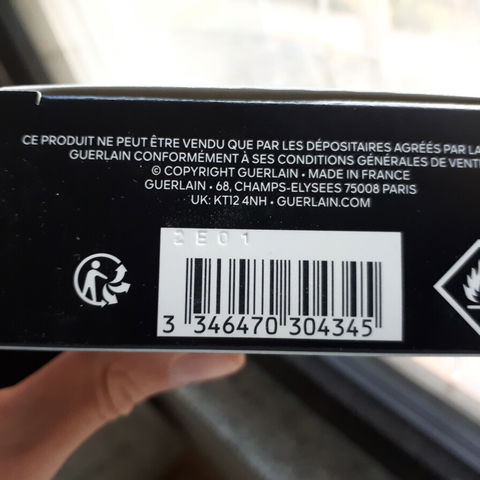 CE PRODUIT NE PEUT ÊTRE VENDU QUE PAR LES DÉPOSITAIRES AGRÉÉS PAR LA
GUERLAIN CONFORMÉMENT À SES CONDITIONS GÉNÉRALES DE
© COPYRIGHT GUERLAIN • MADE IN FRANCE
GUERLAIN • 68, CHAMPS-ELYSEES 75008 PARIS
UK: KT12 4NH • GUERLAIN.COM
2E01
3 346470 304345